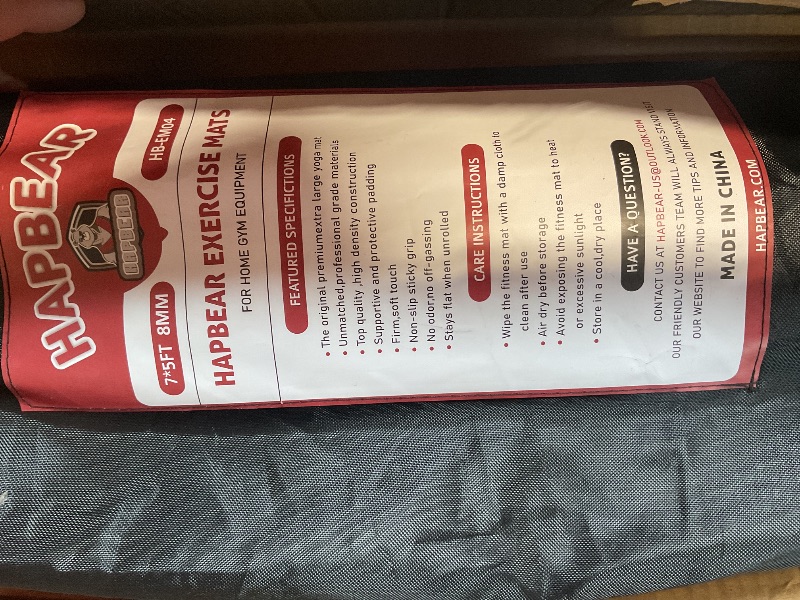 HAPBEAR
HAPBEAR
7*5FT 8MM
HB-EM04
HAPBEAR EXERCISE MATS
FOR HOME GYM EQUIPMENT
FEATURED SPECIFICTIONS
• The original premiumextra large yoga mat
• Unmatched,professional grade materials
• Top quality ,high density construction
• Supportive and protective padding
• Firm,soft touch
• Non-slip sticky grip
• No odor,no off-gassing
• Stays flat when unrolled
CARE INSTRUCTIONS
• Wipe the fitness mat with a damp cloth to
clean after use
• Air dry before storage
• Avoid exposing the fitness mat to heat
or excessive sunlight
• Store in a cool,dry place
HAVE A QUESTION?
CONTACT US AT HAPBEAR-US@OUTLOOK.COM
OUR FRIENDLY CUSTOMERS TEAM WILL ALWAYS STAND VISIT
OUR WEBSITE TO FIND MORE TIPS AND INFORMATION
MADE IN CHINA
HAPBEAR.COM